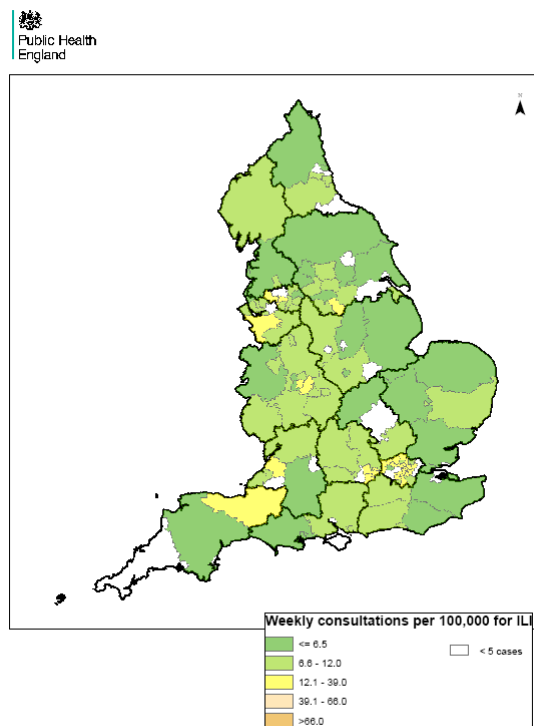 Public Health
England
N
Weekly consultations per 100,000 for ILI
<= 6.5
6.6 - 12.0
12.1 - 39.0
39.1 - 66.0
>66.0
< 5 cases